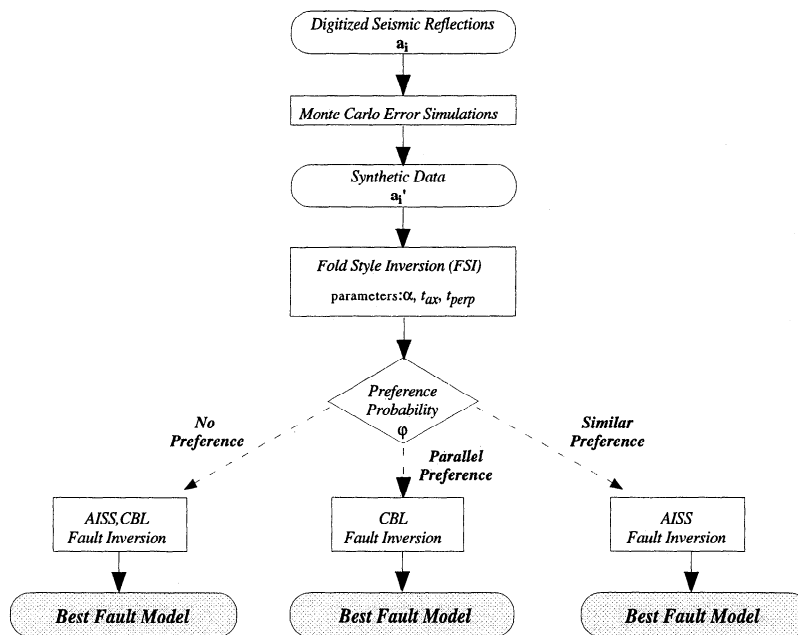 Digitized Seismic Reflections
aᵢ
Monte Carlo Error Simulations
Synthetic Data
aᵢ'
Fold Style Inversion (FSI)
parameters:α, t_ax, t_perp
Preference
Probability
φ
No
Preference
Parallel
Preference
Similar
Preference
AISS,CBL
Fault Inversion
CBL
Fault Inversion
AISS
Fault Inversion
Best Fault Model
Best Fault Model
Best Fault Model